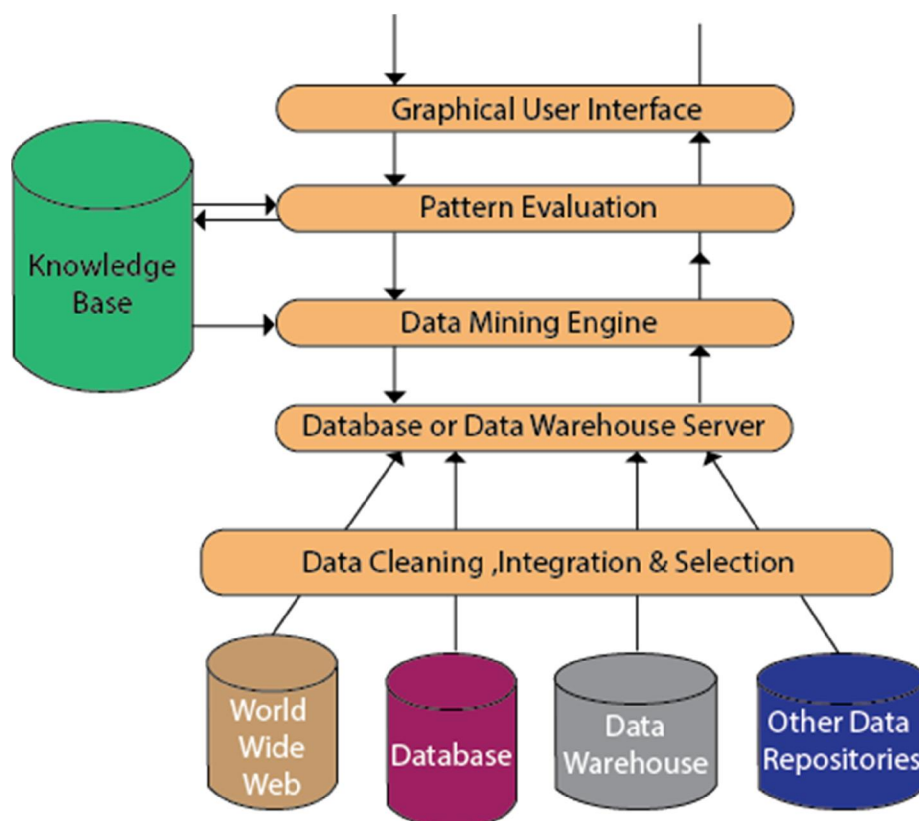 Graphical User Interface
Pattern Evaluation
Knowledge
Base
Data Mining Engine
Database or Data Warehouse Server
Data Cleaning ,Integration & Selection
World
Wide
Web
Database
Data
Warehouse
Other Data
Repositories